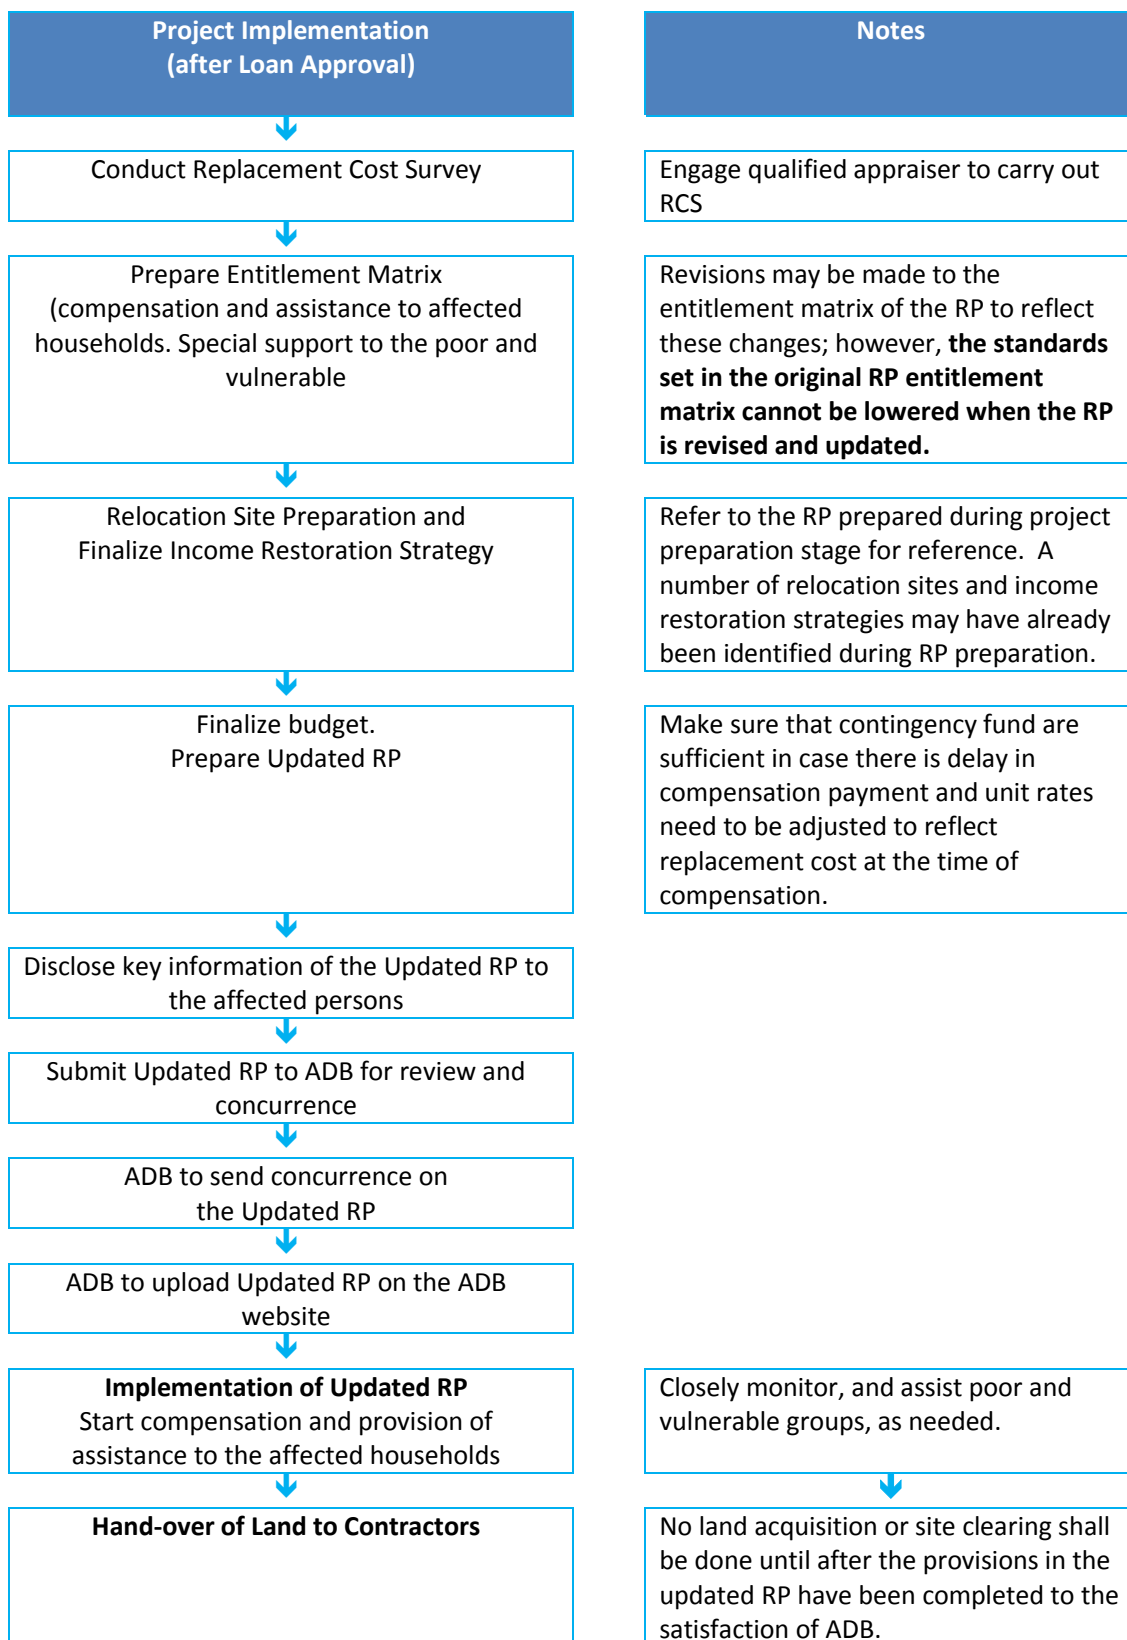 Project Implementation
(after Loan Approval)
Notes
Conduct Replacement Cost Survey
Engage qualified appraiser to carry out
RCS
Prepare Entitlement Matrix
(compensation and assistance to affected
households. Special support to the poor and
vulnerable
Revisions may be made to the
entitlement matrix of the RP to reflect
these changes; however, the standards
set in the original RP entitlement
matrix cannot be lowered when the RP
is revised and updated.
Relocation Site Preparation and
Finalize Income Restoration Strategy
Refer to the RP prepared during project
preparation stage for reference.  A
number of relocation sites and income
restoration strategies may have already
been identified during RP preparation.
Finalize budget.
Prepare Updated RP
Make sure that contingency fund are
sufficient in case there is delay in
compensation payment and unit rates
need to be adjusted to reflect
replacement cost at the time of
compensation.
Disclose key information of the Updated RP to
the affected persons
Submit Updated RP to ADB for review and
concurrence
ADB to send concurrence on
the Updated RP
ADB to upload Updated RP on the ADB
website
Implementation of Updated RP
Start compensation and provision of
assistance to the affected households
Closely monitor, and assist poor and
vulnerable groups, as needed.
Hand-over of Land to Contractors
No land acquisition or site clearing shall
be done until after the provisions in the
updated RP have been completed to the
satisfaction of ADB.